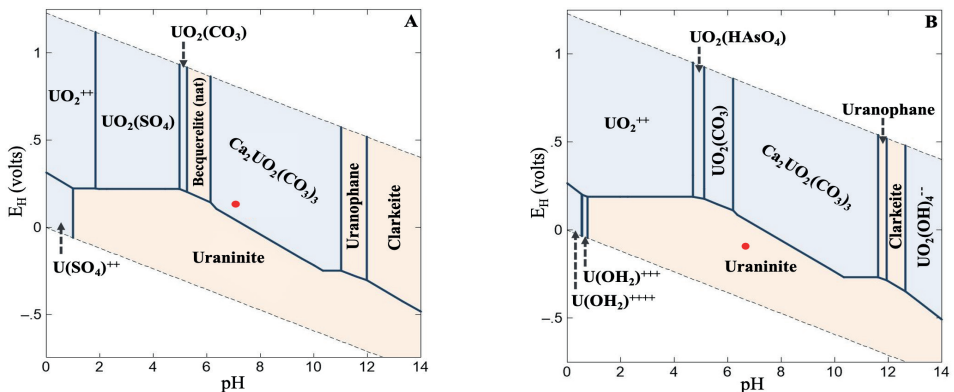 A
UO₂(CO₃)
1
UO₂⁺⁺
UO₂(SO₄)
Becquerelite (nat)
Ca₂UO₂(CO₃)₃
.5
E_H (volts)
Uranophane
Clarkeite
0
Uraninite
U(SO₄)⁺⁺
–.5
0 2 4 6 8 10 12 14
pH
B
UO₂(HAsO₄)
1
Uranophane
UO₂⁺⁺
UO₂(CO₃)
Ca₂UO₂(CO₃)₃
.5
E_H (volts)
Clarkeite
UO₂(OH)₄⁻⁻
0
Uraninite
U(OH₂)⁺⁺⁺
U(OH₂)⁺⁺⁺⁺
–.5
0 2 4 6 8 10 12 14
pH